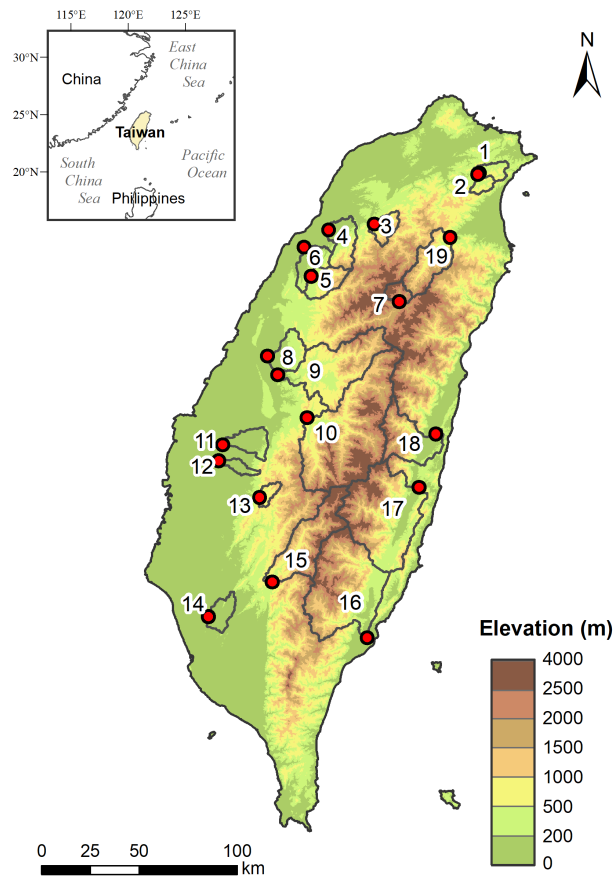 115°E 120°E 125°E
30°N
25°N
20°N
East
China
Sea
China
Taiwan
South
China
Sea
Pacific
Ocean
Philippines
N
1
2
3
4
6
19
5
7
8
9
10
18
11
12
17
13
15
16
14
Elevation (m)
4000
2500
2000
1500
1000
500
200
0
0 25 50 100
km